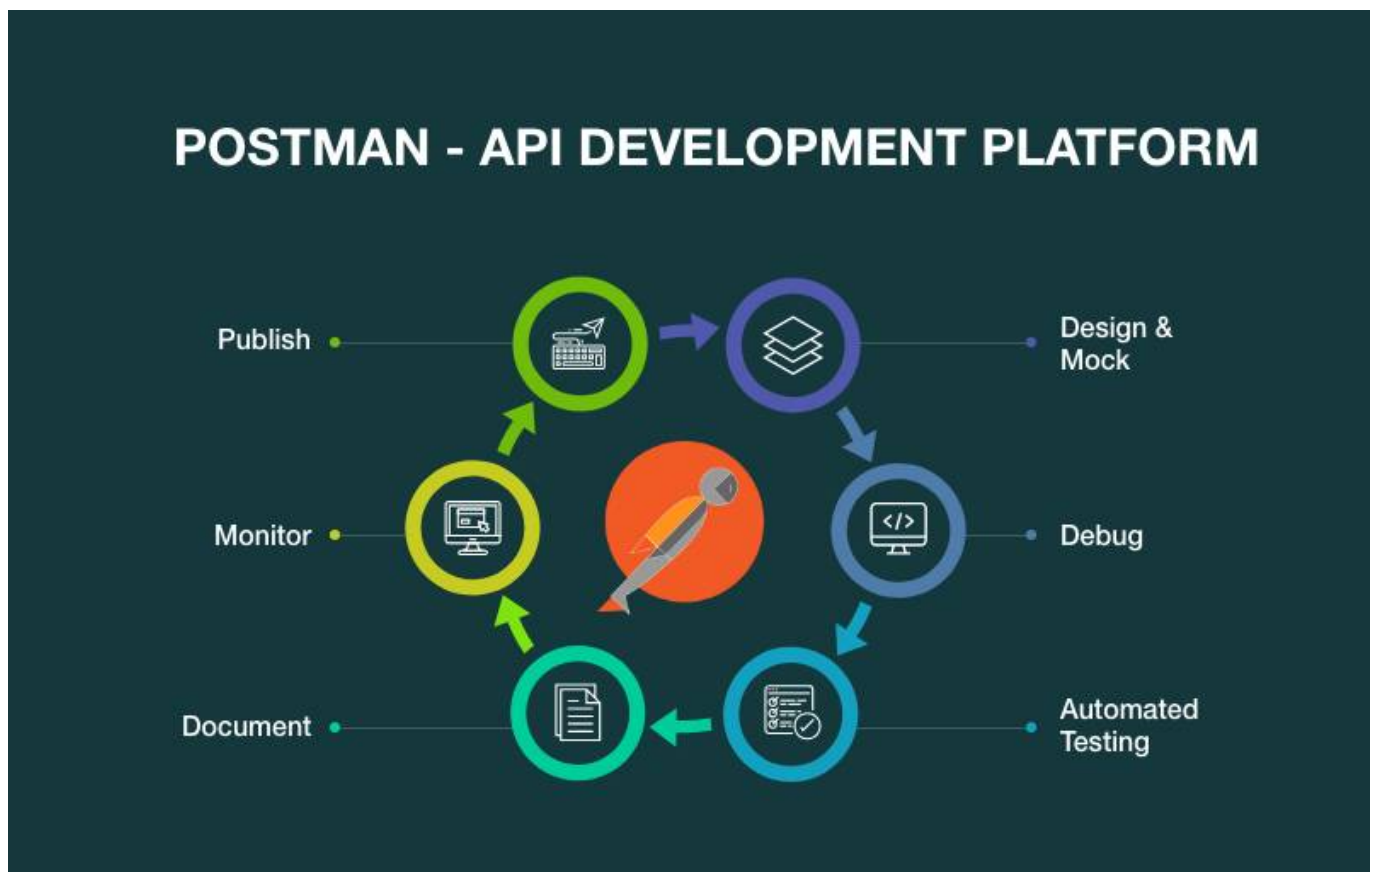 POSTMAN - API DEVELOPMENT PLATFORM
Publish
Design &
Mock
Monitor
Debug
Document
Automated
Testing